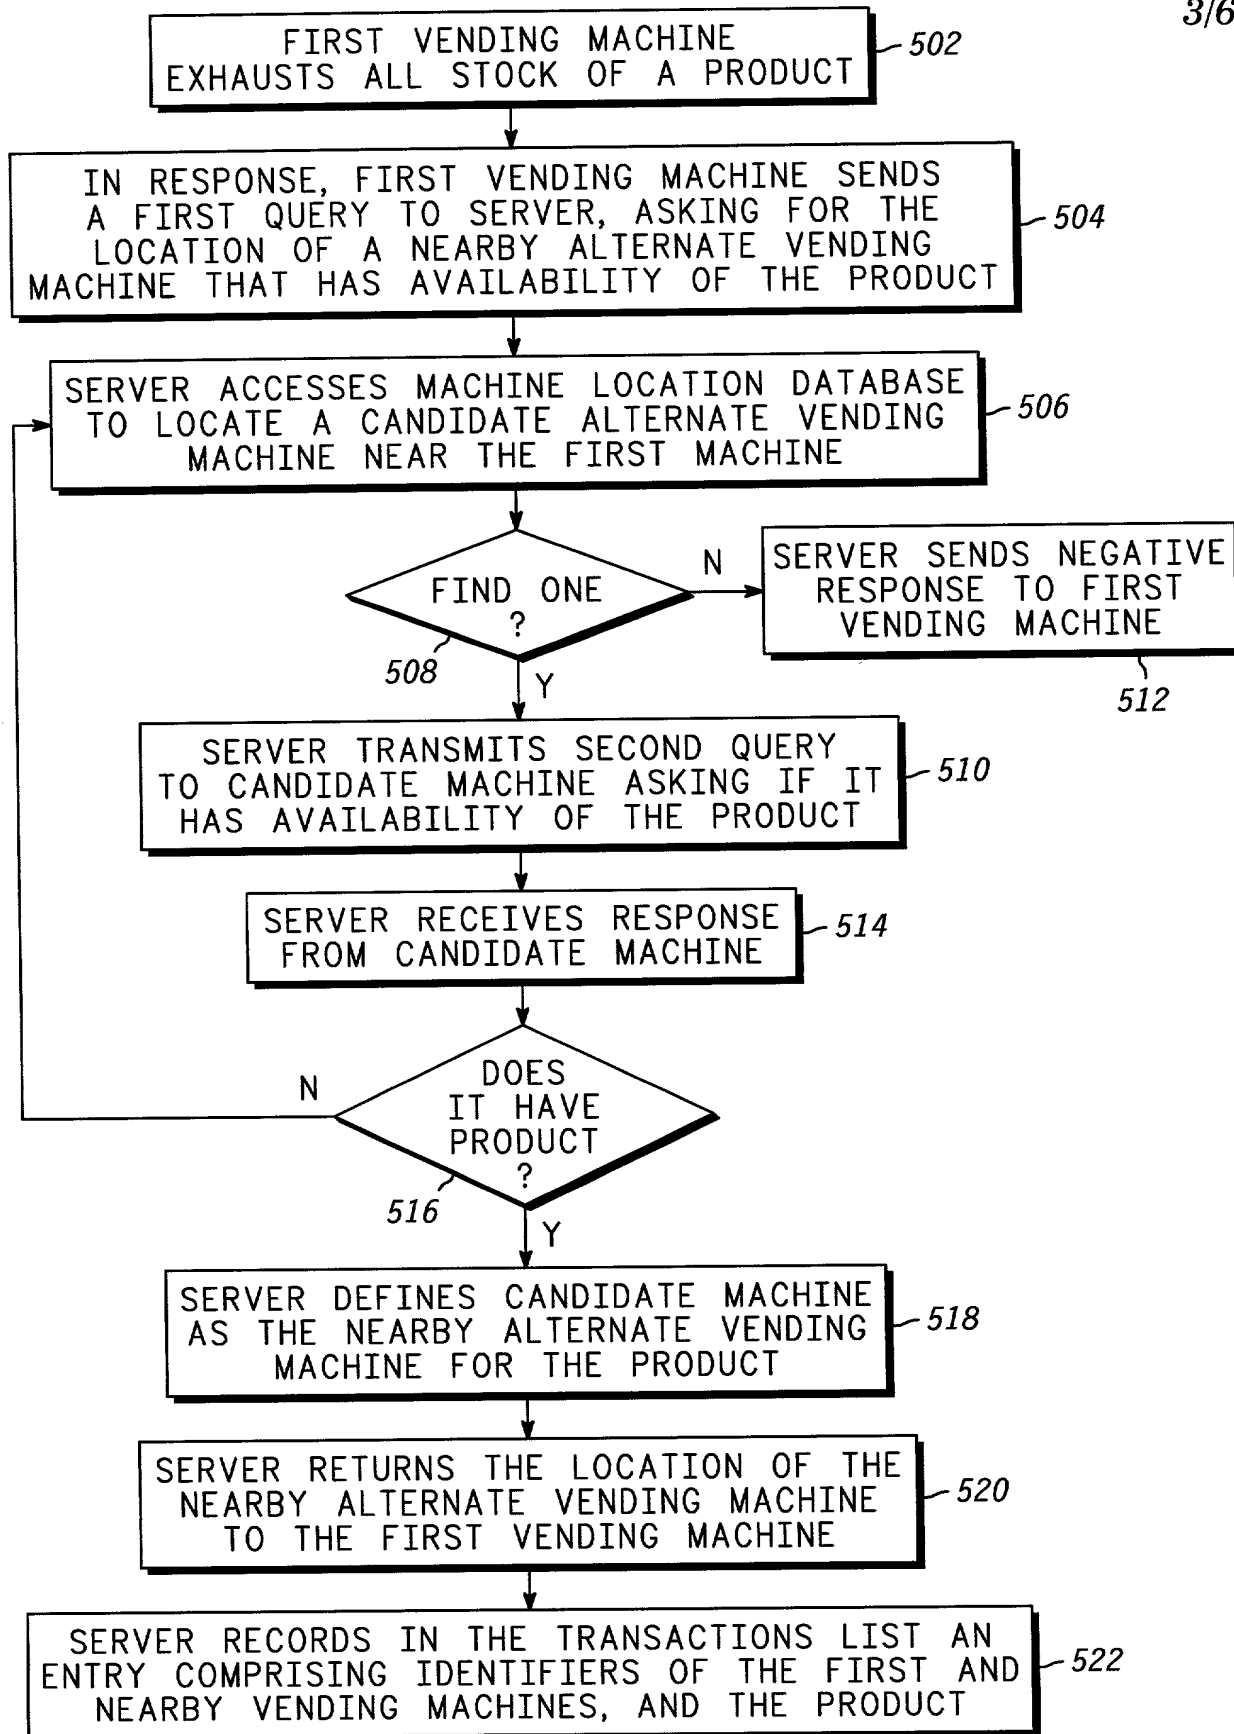 3/6
FIRST VENDING MACHINE
EXHAUSTS ALL STOCK OF A PRODUCT
502
IN RESPONSE, FIRST VENDING MACHINE SENDS
A FIRST QUERY TO SERVER, ASKING FOR THE
LOCATION OF A NEARBY ALTERNATE VENDING
MACHINE THAT HAS AVAILABILITY OF THE PRODUCT
504
SERVER ACCESSES MACHINE LOCATION DATABASE
TO LOCATE A CANDIDATE ALTERNATE VENDING
MACHINE NEAR THE FIRST MACHINE
506
FIND ONE
?
508
N
SERVER SENDS NEGATIVE
RESPONSE TO FIRST
VENDING MACHINE
512
Y
SERVER TRANSMITS SECOND QUERY
TO CANDIDATE MACHINE ASKING IF IT
HAS AVAILABILITY OF THE PRODUCT
510
SERVER RECEIVES RESPONSE
FROM CANDIDATE MACHINE
514
DOES
IT HAVE
PRODUCT
?
516
N
Y
SERVER DEFINES CANDIDATE MACHINE
AS THE NEARBY ALTERNATE VENDING
MACHINE FOR THE PRODUCT
518
SERVER RETURNS THE LOCATION OF THE
NEARBY ALTERNATE VENDING MACHINE
TO THE FIRST VENDING MACHINE
520
SERVER RECORDS IN THE TRANSACTIONS LIST AN
ENTRY COMPRISING IDENTIFIERS OF THE FIRST AND
NEARBY VENDING MACHINES, AND THE PRODUCT
522